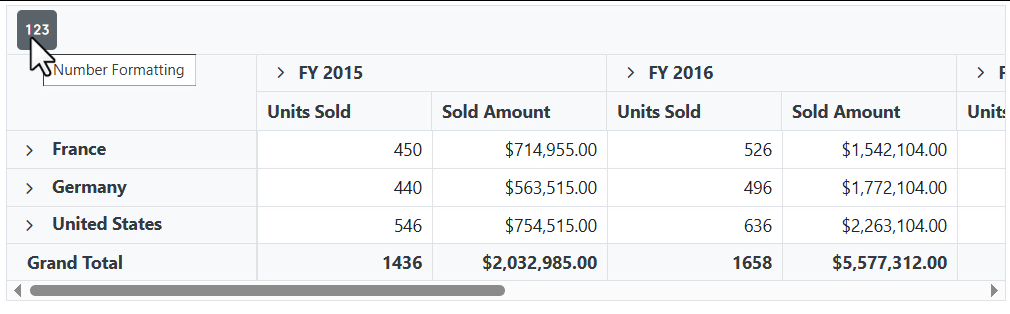 123
Number Formatting
FY 2015 FY 2016
Units Sold Sold Amount Units Sold Sold Amount
France 450 $714,955.00 526 $1,542,104.00
Germany 440 $563,515.00 496 $1,772,104.00
United States 546 $754,515.00 636 $2,263,104.00
Grand Total 1436 $2,032,985.00 1658 $5,577,312.00